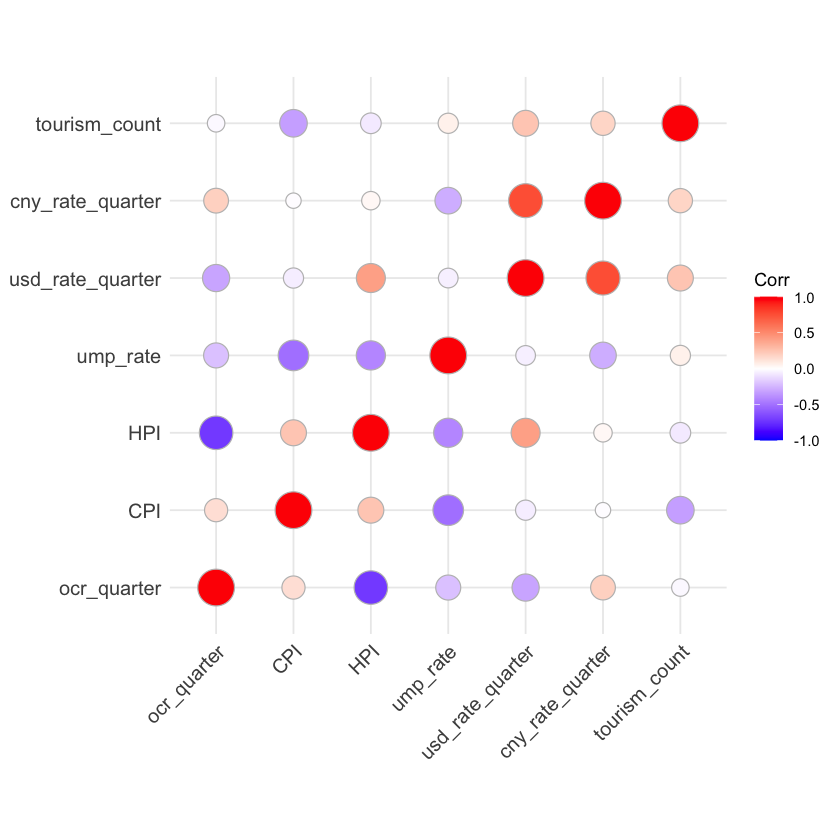 tourism_count
cny_rate_quarter
usd_rate_quarter
ump_rate
HPI
CPI
ocr_quarter
ocr_quarter
CPI
HPI
ump_rate
usd_rate_quarter
cny_rate_quarter
tourism_count
Corr
1.0
0.5
0.0
-0.5
-1.0